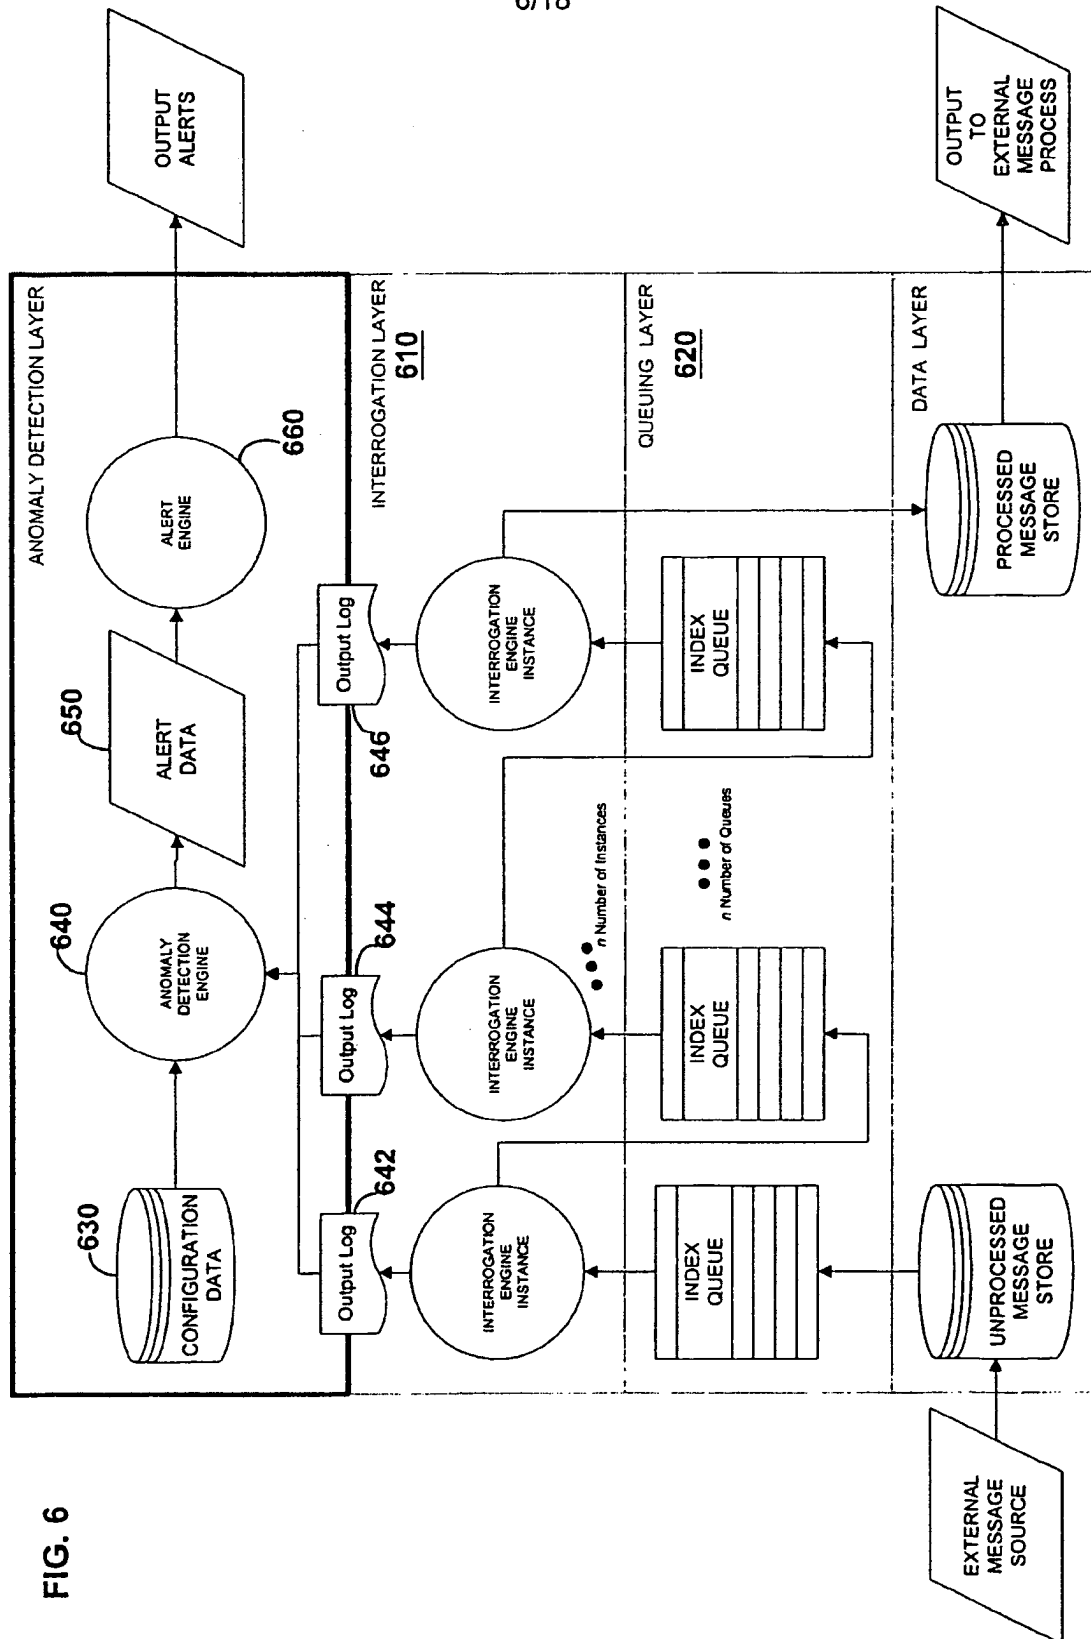 6/18
FIG. 6
ANOMALY DETECTION LAYER
630
CONFIGURATION
DATA
640
ANOMALY
DETECTION
ENGINE
650
ALERT
DATA
660
ALERT
ENGINE
OUTPUT
ALERTS
INTERROGATION LAYER
610
Output Log
642
Output Log
644
Output Log
646
INTERROGATION
ENGINE
INSTANCE
INTERROGATION
ENGINE
INSTANCE
n Number of Instances
INTERROGATION
ENGINE
INSTANCE
QUEUING LAYER
620
INDEX
QUEUE
INDEX
QUEUE
n Number of Queues
INDEX
QUEUE
DATA LAYER
EXTERNAL
MESSAGE
SOURCE
UNPROCESSED
MESSAGE
STORE
PROCESSED
MESSAGE
STORE
OUTPUT
TO
EXTERNAL
MESSAGE
PROCESS